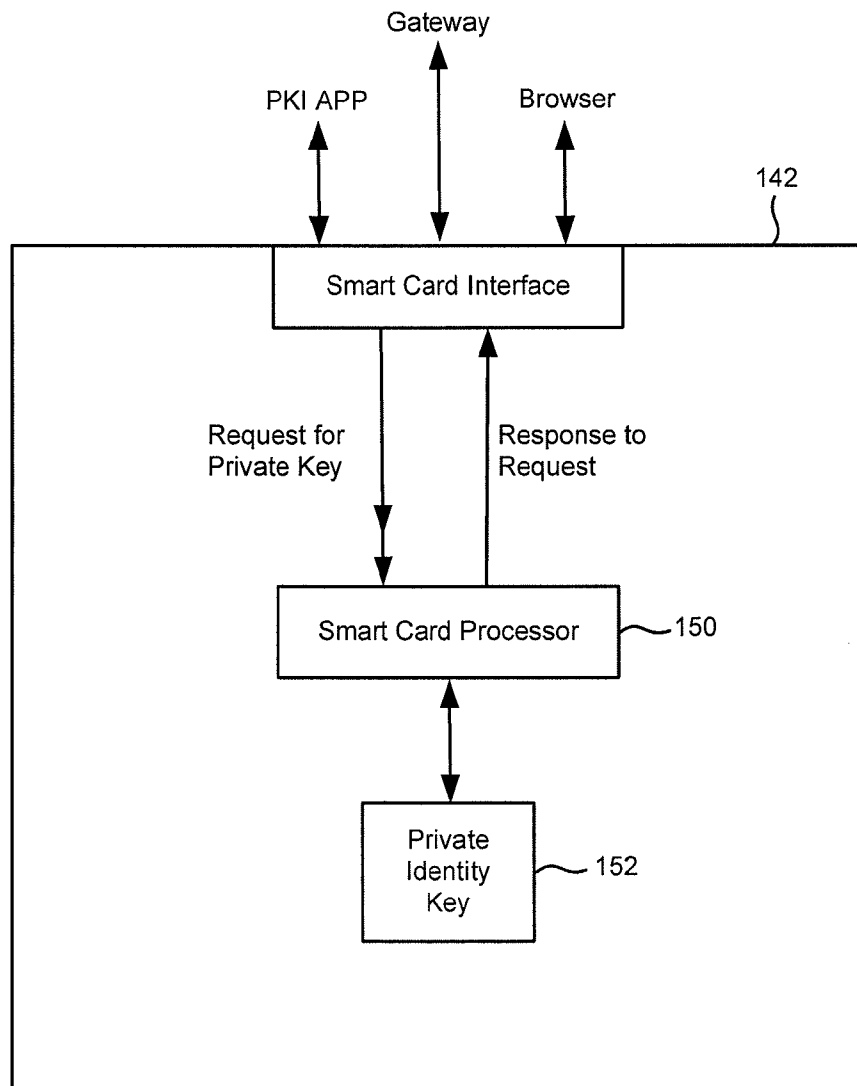 Gateway
PKI APP
Browser
142
Smart Card Interface
Request for
Private Key
Response to
Request
Smart Card Processor
150
Private
Identity
Key
152